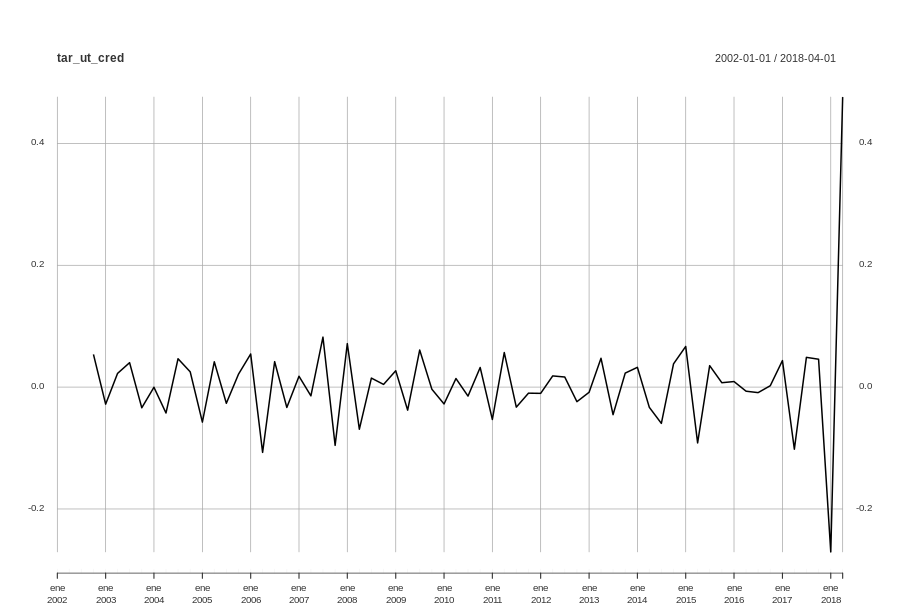 tar_ut_cred 2002-01-01 / 2018-04-01
0.4 0.4
0.2 0.2
0.0 0.0
-0.2 -0.2
ene ene ene ene ene ene ene ene ene ene ene ene ene ene ene ene ene
2002 2003 2004 2005 2006 2007 2008 2009 2010 2011 2012 2013 2014 2015 2016 2017 2018